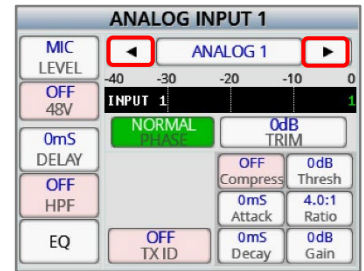 ANALOG INPUT 1
MIC
LEVEL
◄ ANALOG 1 ►
-40 -30 -20 -10 0
OFF
48V
INPUT 1 1
NORMAL
PHASE
0dB
TRIM
0mS
DELAY
OFF
Compress
0dB
Thresh
OFF
HPF
0mS
Attack
4.0:1
Ratio
EQ
OFF
TX ID
0mS
Decay
0dB
Gain